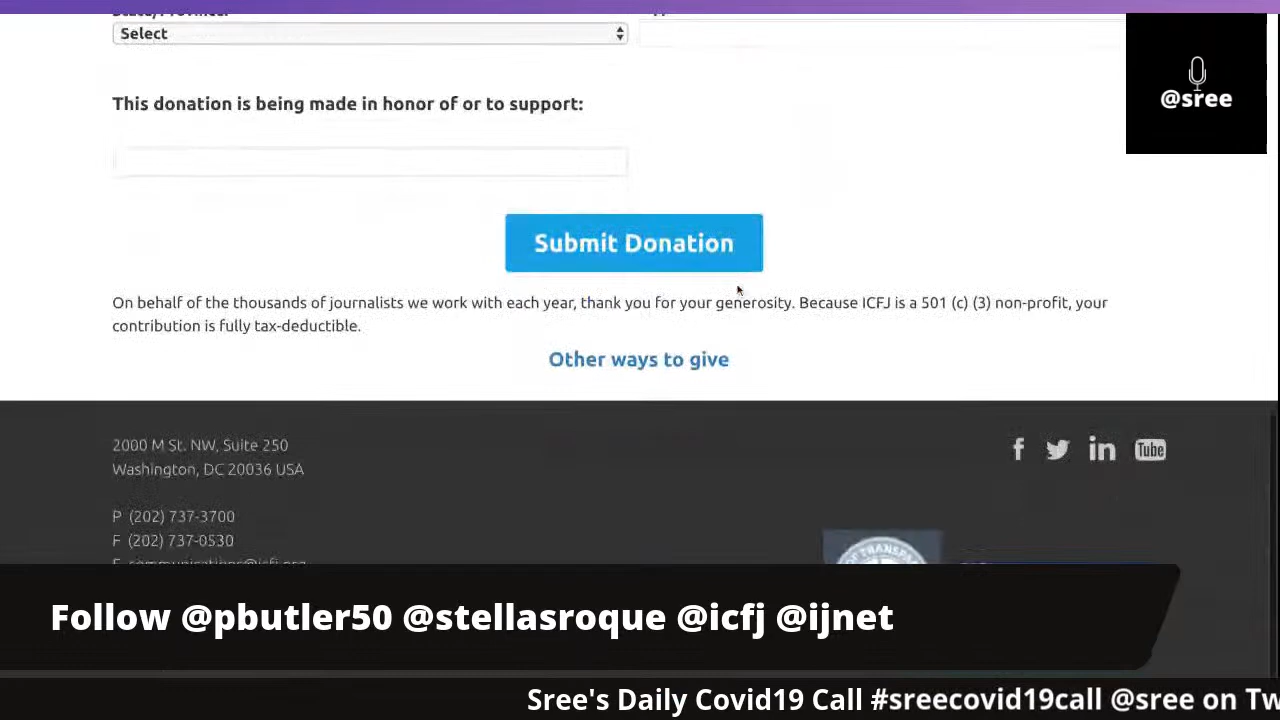 Select
@sree
This donation is being made in honor of or to support:
Submit Donation
On behalf of the thousands of journalists we work with each year, thank you for your generosity. Because ICFJ is a 501 (c) (3) non-profit, your
contribution is fully tax-deductible.
Other ways to give
2000 M St. NW, Suite 250
Washington, DC 20036 USA
f in Tube
P (202) 737-3700
F (202) 737-0530
OF TRANSPA
Follow @pbutler50 @stellasroque @icfj @ijnet
Sree's Daily Covid19 Call #sreecovid19call @sree on Tw